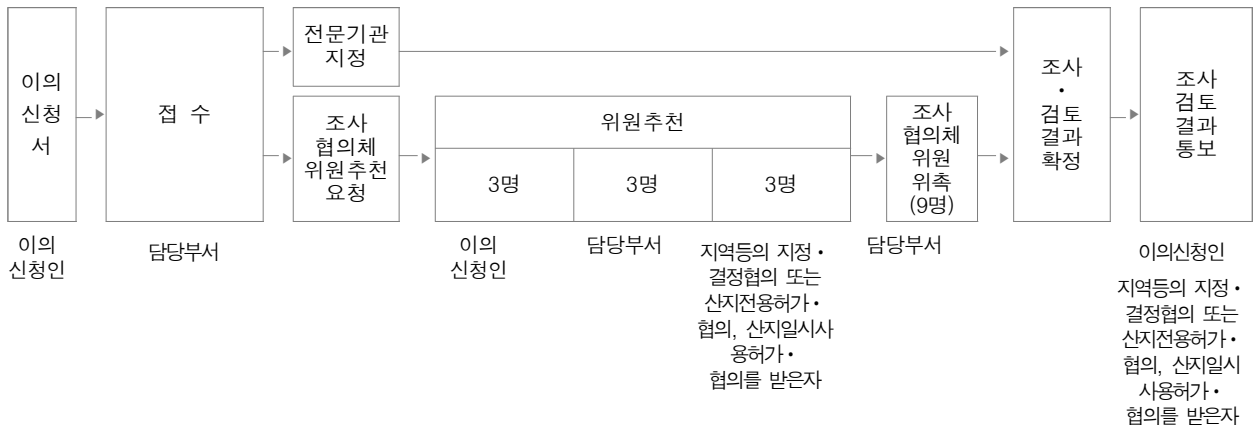 이의
신청
서
접 수
전문기관
지정
조사
협의체
위원추천
요청
위원추천
3명
3명
3명
조사
협의체
위원
위촉
(9명)
조사
・
검토
결과
확정
조사
검토
결과
통보
이의
신청인
담당부서
이의
신청인
담당부서
지역등의 지정・
결정협의 또는
산지전용허가・
협의, 산지일시사
용허가・
협의를 받은자
담당부서
이의신청인
지역등의 지정・
결정협의 또는
산지전용허가・
협의, 산지일시
사용허가・
협의를 받은자